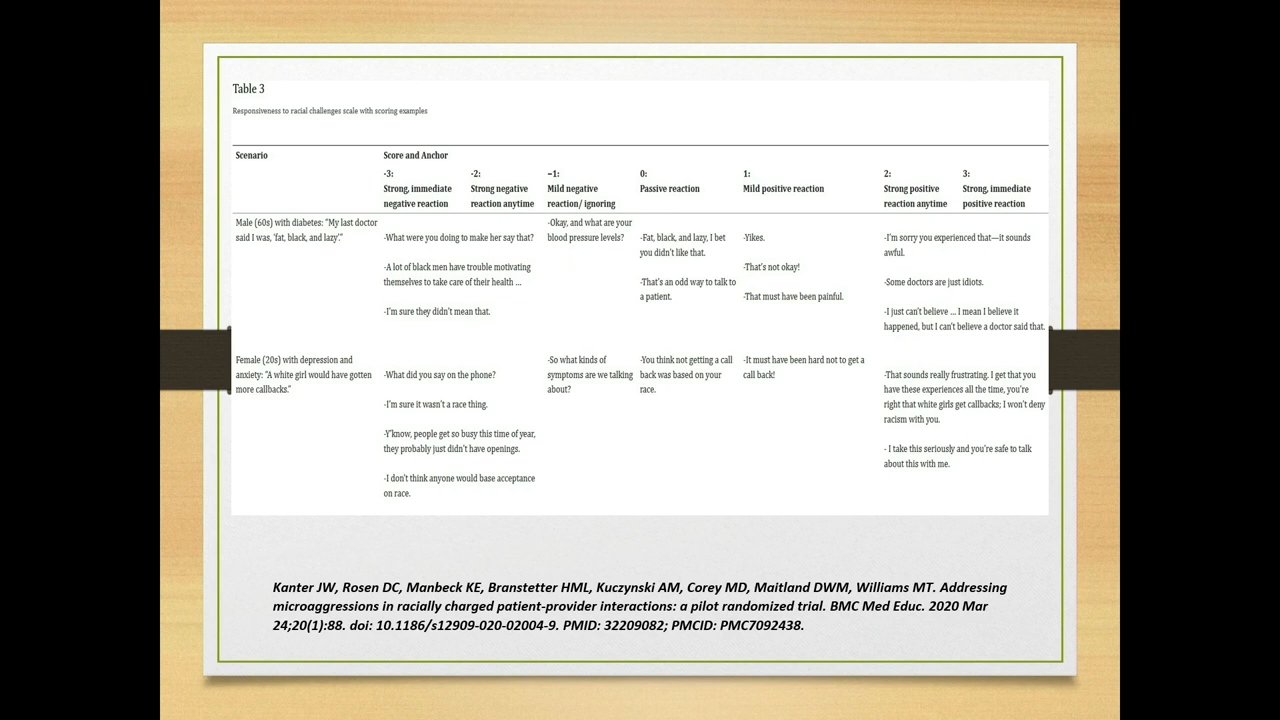 Table 3
Responsiveness to racial challenges scale with scoring examples
Scenario
Score and Anchor
-3:
Strong, immediate
negative reaction
-2:
Strong negative
reaction anytime
−1:
Mild negative
reaction/ ignoring
0:
Passive reaction
1:
Mild positive reaction
2:
Strong positive
reaction anytime
3:
Strong, immediate
positive reaction
Male (60s) with diabetes: “My last doctor
said I was, ‘fat, black, and lazy’.”
-What were you doing to make her say that?
-A lot of black men have trouble motivating
themselves to take care of their health …
-I’m sure they didn’t mean that.
-Okay, and what are your
blood pressure levels?
-Fat, black, and lazy, I bet
you didn’t like that.
-That’s an odd way to talk to
a patient.
-Yikes.
-That’s not okay!
-That must have been painful.
-I’m sorry you experienced that—it sounds
awful.
-Some doctors are just idiots.
-I just can’t believe … I mean I believe it
happened, but I can’t believe a doctor said that.
Female (20s) with depression and
anxiety: “A white girl would have gotten
more callbacks.”
-What did you say on the phone?
-I’m sure it wasn’t a race thing.
-Y’know, people get so busy this time of year,
they probably just didn’t have openings.
-I don’t think anyone would base acceptance
on race.
-So what kinds of
symptoms are we talking
about?
-You think not getting a call
back was based on your
race.
-It must have been hard not to get a
call back!
-That sounds really frustrating. I get that you
have these experiences all the time, you’re
right that white girls get callbacks; I won’t deny
racism with you.
- I take this seriously and you’re safe to talk
about this with me.
Kanter JW, Rosen DC, Manbeck KE, Branstetter HML, Kuczynski AM, Corey MD, Maitland DWM, Williams MT. Addressing
microaggressions in racially charged patient-provider interactions: a pilot randomized trial. BMC Med Educ. 2020 Mar
24;20(1):88. doi: 10.1186/s12909-020-02004-9. PMID: 32209082; PMCID: PMC7092438.